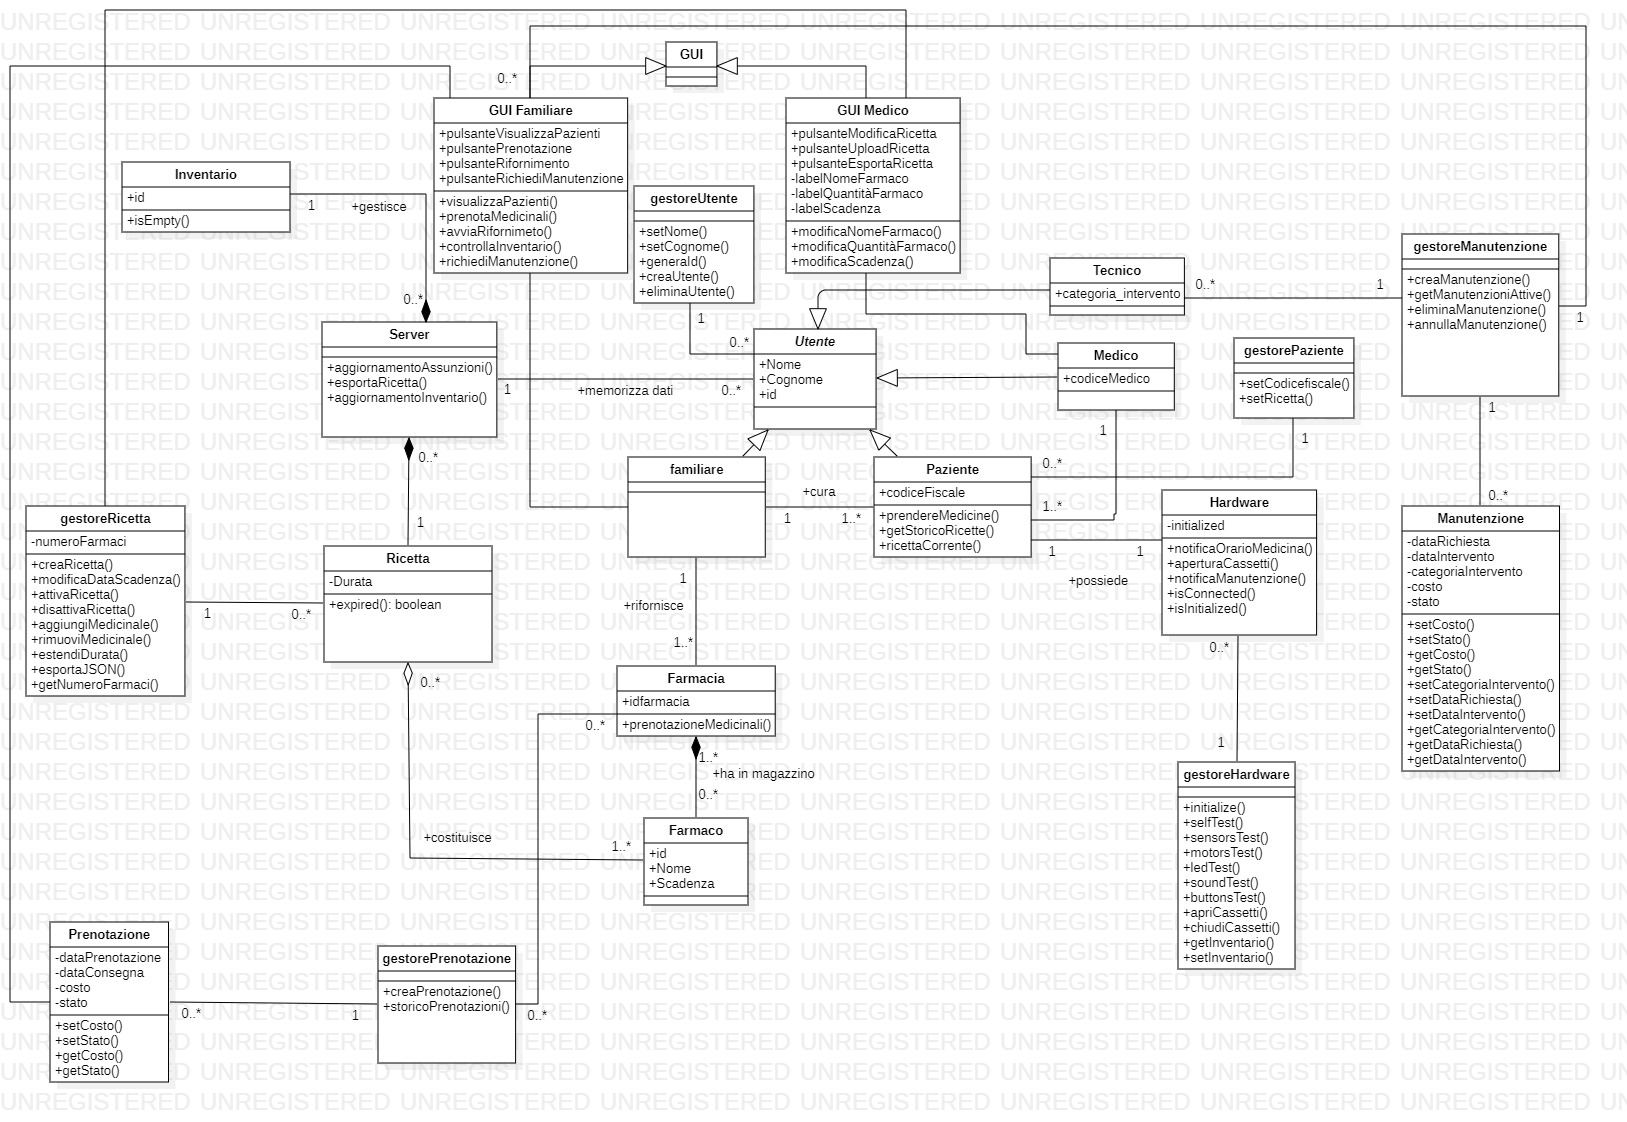 GUI
0..*
GUI Familiare
+pulsanteVisualizzaPazienti
+pulsantePrenotazione
+pulsanteRifornimento
+pulsanteRichiediManutenzione
+visualizzaPazienti()
+prenotaMedicinali()
+avviaRifornimeto()
+controllaInventario()
+richiediManutenzione()
GUI Medico
+pulsanteModificaRicetta
+pulsanteUploadRicetta
+pulsanteEsportaRicetta
-labelNomeFarmaco
-labelQuantitàFarmaco
-labelScadenza
+modificaNomeFarmaco()
+modificaQuantitàFarmaco()
+modificaScadenza()
Inventario
+id
+isEmpty()
1
+gestisce
0..*
gestoreUtente
+setNome()
+setCognome()
+generaId()
+creaUtente()
+eliminaUtente()
1
0..*
Tecnico
+categoria_intervento
0..*
1
gestoreManutenzione
+creaManutenzione()
+getManutenzioniAttive()
+eliminaManutenzione()
+annullaManutenzione()
1
1
0..*
Server
+aggiornamentoAssunzioni()
+esportaRicetta()
+aggiornamentoInventario()
1
+memorizza dati
0..*
Utente
+Nome
+Cognome
+id
Medico
+codiceMedico
1
1..*
gestorePaziente
+setCodicefiscale()
+setRicetta()
1
0..*
0..*
1
familiare
+cura
1
1..*
Paziente
+codiceFiscale
+prendereMedicine()
+getStoricoRicette()
+ricettaCorrente()
1
1
+possiede
Hardware
-initialized
+notificaOrarioMedicina()
+aperturaCassetti()
+notificaManutenzione()
+isConnected()
+isInitialized()
0..*
1
Manutenzione
-dataRichiesta
-dataIntervento
-categoriaIntervento
-costo
-stato
+setCosto()
+setStato()
+getCosto()
+getStato()
+setCategoriaIntervento()
+setDataRichiesta()
+setDataIntervento()
+getCategoriaIntervento()
+getDataRichiesta()
+getDataIntervento()
gestoreRicetta
-numeroFarmaci
+creaRicetta()
+modificaDataScadenza()
+attivaRicetta()
+disattivaRicetta()
+aggiungiMedicinale()
+rimuoviMedicinale()
+estendiDurata()
+esportaJSON()
+getNumeroFarmaci()
1
0..*
Ricetta
-Durata
+expired(): boolean
0..*
1
+rifornisce
1..*
Farmacia
+idfarmacia
+prenotazioneMedicinali()
0..*
1..*
+ha in magazzino
0..*
+costituisce
1..*
Farmaco
+id
+Nome
+Scadenza
gestoreHardware
+initialize()
+selfTest()
+sensorsTest()
+motorsTest()
+ledTest()
+soundTest()
+buttonsTest()
+apriCassetti()
+chiudiCassetti()
+getInventario()
+setInventario()
Prenotazione
-dataPrenotazione
-dataConsegna
-costo
-stato
+setCosto()
+setStato()
+getCosto()
+getStato()
0..*
1
gestorePrenotazione
+creaPrenotazione()
+storicoPrenotazioni()
0..*